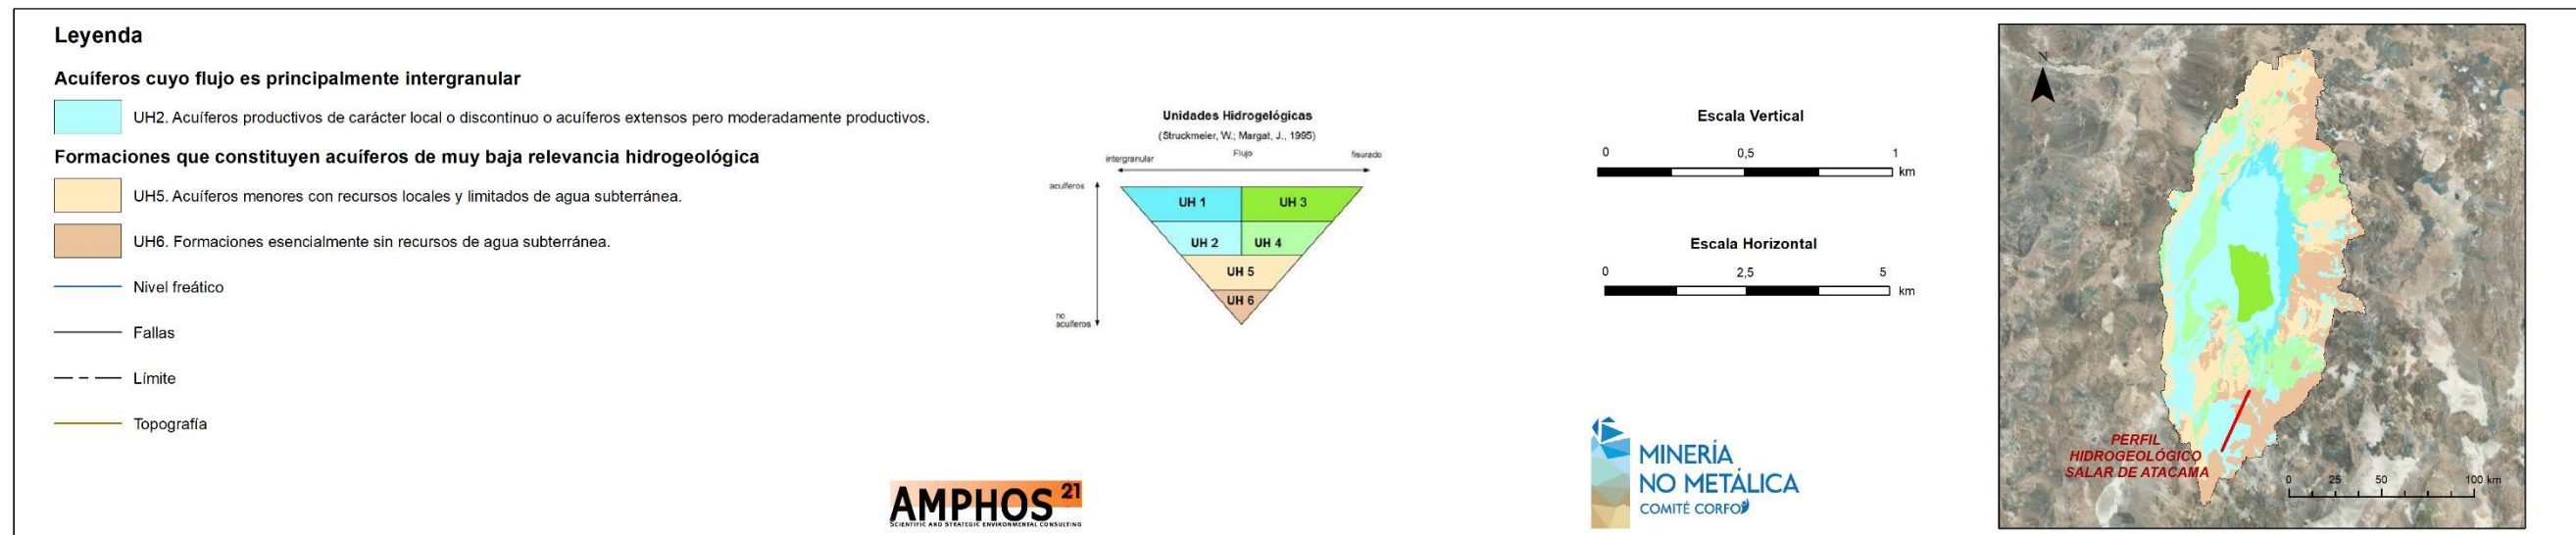 Leyenda
Acuíferos cuyo flujo es principalmente intergranular
UH2. Acuíferos productivos de carácter local o discontinuo o acuíferos extensos pero moderadamente productivos.
Formaciones que constituyen acuíferos de muy baja relevancia hidrogeológica
UH5. Acuíferos menores con recursos locales y limitados de agua subterránea.
UH6. Formaciones esencialmente sin recursos de agua subterránea.
Nivel freático
Fallas
Límite
Topografía
Unidades Hidrogelógicas
(Struckmeier, W.; Margat, J., 1995)
intergranular Flujo fisurado
acuíferos
UH 1 UH 3
UH 2 UH 4
UH 5
UH 6
no
acuíferos
AMPHOS 21
SCIENTIFIC AND STRATEGIC ENVIRONMENTAL CONSULTING
Escala Vertical
0 0,5 1
km
Escala Horizontal
0 2,5 5
km
MINERÍA
NO METÁLICA
COMITÉ CORFO
N
PERFIL
HIDROGEOLÓGICO
SALAR DE ATACAMA
0 25 50 100 km